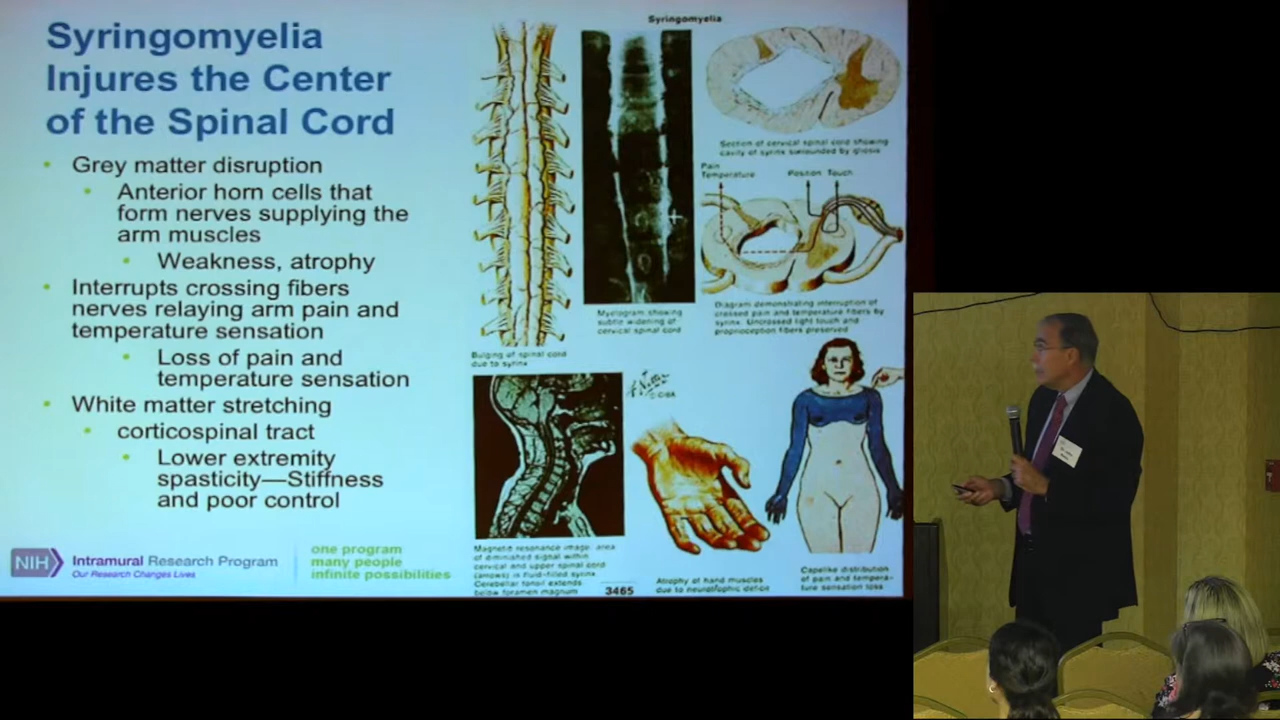 Syringomyelia
Injures the Center
of the Spinal Cord
Grey matter disruption
Anterior horn cells that
form nerves supplying the
arm muscles
Weakness, atrophy
Interrupts crossing fibers
nerves relaying arm pain and
temperature sensation
Loss of pain and
temperature sensation
White matter stretching
corticospinal tract
Lower extremity
spasticity—Stiffness
and poor control
NIH
Intramural Research Program
Our Research Changes Lives
one program
many people
infinite possibilities
Syringomyelia
Section of cervical spinal cord showing
cavity of syrinx surrounded by gliosis
Pain
Temperature
Position Touch
Myelogram showing
subtle widening of
cervical spinal cord
Diagram demonstrating interruption of
crossed pain and temperature fibers by
syrinx. Uncrossed light touch and
proprioception fibers preserved
Bulging of spinal cord
due to syrinx
Magnetic resonance image: area
of diminished signal within
cervical and upper spinal cord
(arrows) is fluid-filled syrinx.
Cerebellar tonsil extends
below foramen magnum
3465
Atrophy of hand muscles
due to neurotrophic deficit
Capelike distribution
of pain and tempera-
ture sensation loss